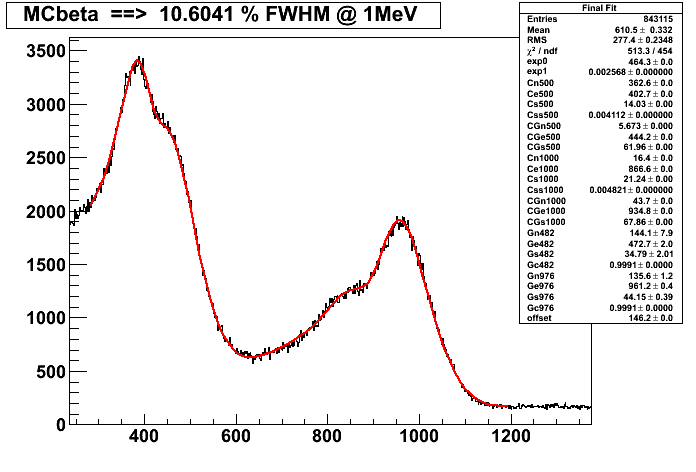 MCbeta ==> 10.6041 % FWHM @ 1MeV
Final Fit
Entries 843115
Mean 610.5 ± 0.332
RMS 277.4 ± 0.2348
χ² / ndf 513.3 / 454
exp0 464.3 ± 0.0
exp1 0.002568 ± 0.000000
Cn500 362.6 ± 0.0
Ce500 402.7 ± 0.0
Cs500 14.03 ± 0.00
Css500 0.004112 ± 0.000000
CGn500 5.673 ± 0.000
CGe500 444.2 ± 0.0
CGs500 61.96 ± 0.00
Cn1000 16.4 ± 0.0
Ce1000 866.6 ± 0.0
Cs1000 21.24 ± 0.00
Css1000 0.004821 ± 0.000000
CGn1000 43.7 ± 0.0
CGe1000 934.8 ± 0.0
CGs1000 67.86 ± 0.00
Gn482 144.1 ± 7.9
Ge482 472.7 ± 2.0
Gs482 34.79 ± 2.01
Gc482 0.9991 ± 0.0000
Gn976 135.6 ± 1.2
Ge976 961.2 ± 0.4
Gs976 44.15 ± 0.39
Gc976 0.9991 ± 0.0000
offset 146.2 ± 0.0
3500
3000
2500
2000
1500
1000
500
0
400 600 800 1000 1200